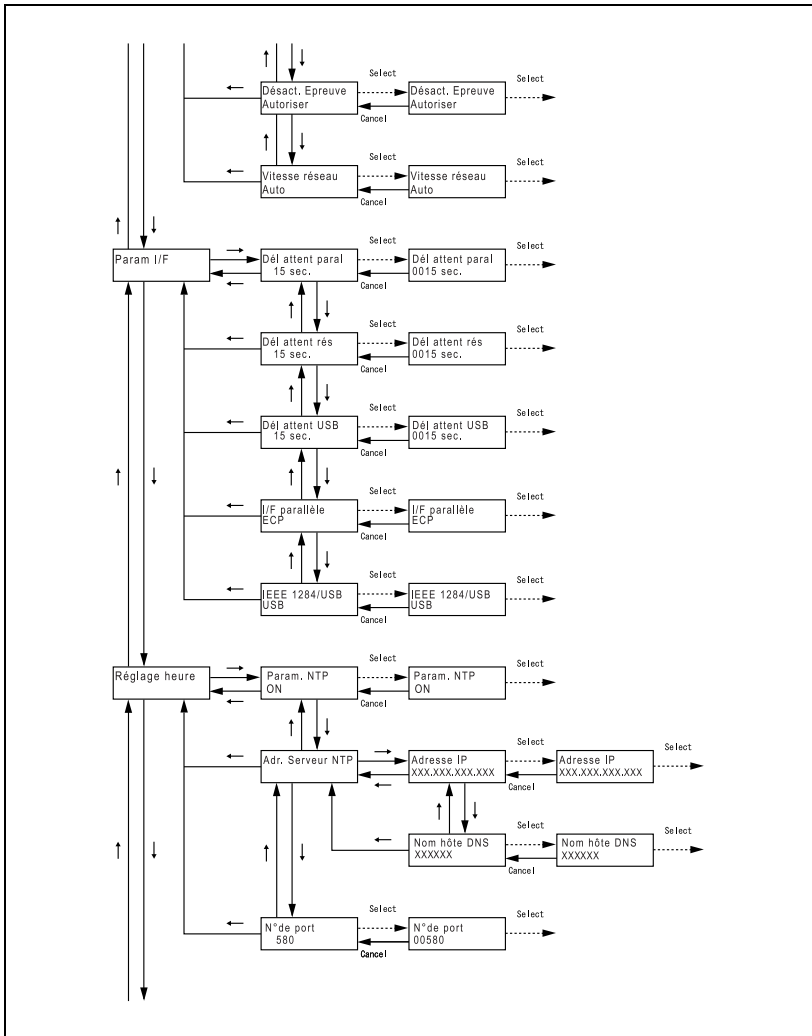 Select
Désact. Epreuve
Autoriser
Désact. Epreuve
Autoriser
Select
Cancel
Select
Vitesse réseau
Auto
Vitesse réseau
Auto
Select
Cancel
Param I/F
Select
Dél attent paral
15 sec.
Dél attent paral
0015 sec.
Select
Cancel
Select
Dél attent rés
15 sec.
Dél attent rés
0015 sec.
Select
Cancel
Select
Dél attent USB
15 sec.
Dél attent USB
0015 sec.
Select
Cancel
Select
I/F parallèle
ECP
I/F parallèle
ECP
Select
Cancel
Select
IEEE 1284/USB
USB
IEEE 1284/USB
USB
Select
Cancel
Réglage heure
Select
Param. NTP
ON
Param. NTP
ON
Select
Cancel
Adr. Serveur NTP
Adresse IP
XXX.XXX.XXX.XXX
Select
Adresse IP
XXX.XXX.XXX.XXX
Select
Cancel
Nom hôte DNS
XXXXXX
Select
Nom hôte DNS
XXXXXX
Select
Cancel
N°de port
580
Select
N°de port
00580
Select
Cancel